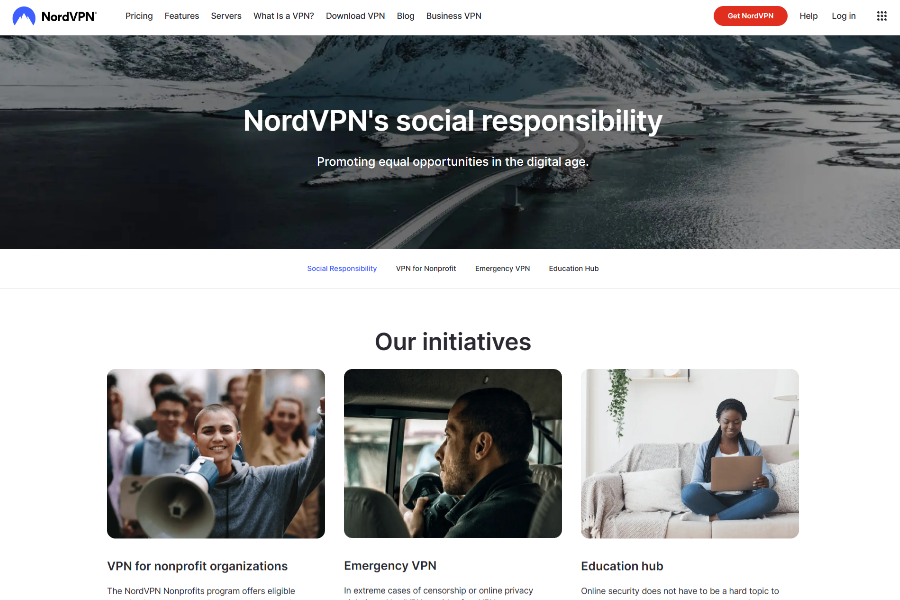 NordVPN®
Pricing
Features
Servers
What Is a VPN?
Download VPN
Blog
Business VPN
Get NordVPN
Help
Log in
NordVPN's social responsibility
Promoting equal opportunities in the digital age.
Social Responsibility
VPN for Nonprofit
Emergency VPN
Education Hub
Our initiatives
VPN for nonprofit organizations
The NordVPN Nonprofits program offers eligible
Emergency VPN
In extreme cases of censorship or online privacy
Education hub
Online security does not have to be a hard topic to